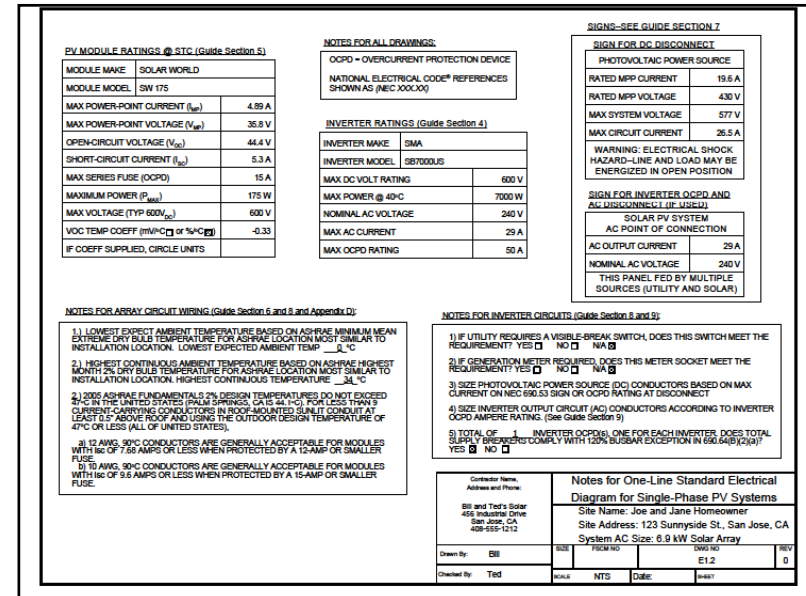 PV MODULE RATINGS @ STC (Guide Section 5)
MODULE MAKE SOLAR WORLD
MODULE MODEL SW 175
MAX POWER-POINT CURRENT (IMP) 4.89 A
MAX POWER-POINT VOLTAGE (VMP) 35.8 V
OPEN-CIRCUIT VOLTAGE (VOC) 44.4 V
SHORT-CIRCUIT CURRENT (ISC) 5.3 A
MAX SERIES FUSE (OCPD) 15 A
MAXIMUM POWER (PMAX) 175 W
MAX VOLTAGE (TYP 600VDC) 600 V
VOC TEMP COEFF (mV/ºC☐ or %/ºC☒) -0.33
IF COEFF SUPPLIED, CIRCLE UNITS
NOTES FOR ALL DRAWINGS:
OCPD = OVERCURRENT PROTECTION DEVICE
NATIONAL ELECTRICAL CODE® REFERENCES
SHOWN AS (NEC XXX.XX)
INVERTER RATINGS (Guide Section 4)
INVERTER MAKE SMA
INVERTER MODEL SB7000US
MAX DC VOLT RATING 600 V
MAX POWER @ 40ºC 7000 W
NOMINAL AC VOLTAGE 240 V
MAX AC CURRENT 29 A
MAX OCPD RATING 50 A
SIGNS–SEE GUIDE SECTION 7
SIGN FOR DC DISCONNECT
PHOTOVOLTAIC POWER SOURCE
RATED MPP CURRENT 19.6 A
RATED MPP VOLTAGE 430 V
MAX SYSTEM VOLTAGE 577 V
MAX CIRCUIT CURRENT 26.5 A
WARNING: ELECTRICAL SHOCK
HAZARD–LINE AND LOAD MAY BE
ENERGIZED IN OPEN POSITION
SIGN FOR INVERTER OCPD AND
AC DISCONNECT (IF USED)
SOLAR PV SYSTEM
AC POINT OF CONNECTION
AC OUTPUT CURRENT 29 A
NOMINAL AC VOLTAGE 240 V
THIS PANEL FED BY MULTIPLE
SOURCES (UTILITY AND SOLAR)
NOTES FOR ARRAY CIRCUIT WIRING (Guide Section 6 and 8 and Appendix D):
1.) LOWEST EXPECT AMBIENT TEMPERATURE BASED ON ASHRAE MINIMUM MEAN
EXTREME DRY BULB TEMPERATURE FOR ASHRAE LOCATION MOST SIMILAR TO
INSTALLATION LOCATION. LOWEST EXPECTED AMBIENT TEMP __0_ºC
2.) HIGHEST CONTINUOUS AMBIENT TEMPERATURE BASED ON ASHRAE HIGHEST
MONTH 2% DRY BULB TEMPERATURE FOR ASHRAE LOCATION MOST SIMILAR TO
INSTALLATION LOCATION. HIGHEST CONTINUOUS TEMPERATURE __34_ºC
2.) 2005 ASHRAE FUNDAMENTALS 2% DESIGN TEMPERATURES DO NOT EXCEED
47ºC IN THE UNITED STATES (PALM SPRINGS, CA IS 44.1ºC). FOR LESS THAN 9
CURRENT-CARRYING CONDUCTORS IN ROOF-MOUNTED SUNLIT CONDUIT AT
LEAST 0.5" ABOVE ROOF AND USING THE OUTDOOR DESIGN TEMPERATURE OF
47ºC OR LESS (ALL OF UNITED STATES),
a) 12 AWG, 90ºC CONDUCTORS ARE GENERALLY ACCEPTABLE FOR MODULES
WITH Isc OF 7.68 AMPS OR LESS WHEN PROTECTED BY A 12-AMP OR SMALLER
FUSE.
b) 10 AWG, 90ºC CONDUCTORS ARE GENERALLY ACCEPTABLE FOR MODULES
WITH Isc OF 9.6 AMPS OR LESS WHEN PROTECTED BY A 15-AMP OR SMALLER
FUSE.
NOTES FOR INVERTER CIRCUITS (Guide Section 8 and 9):
1) IF UTILITY REQUIRES A VISIBLE-BREAK SWITCH, DOES THIS SWITCH MEET THE
REQUIREMENT? YES ☐ NO ☐ N/A ☒
2) IF GENERATION METER REQUIRED, DOES THIS METER SOCKET MEET THE
REQUIREMENT? YES ☐ NO ☐ N/A ☒
3) SIZE PHOTOVOLTAIC POWER SOURCE (DC) CONDUCTORS BASED ON MAX
CURRENT ON NEC 690.53 SIGN OR OCPD RATING AT DISCONNECT
4) SIZE INVERTER OUTPUT CIRCUIT (AC) CONDUCTORS ACCORDING TO INVERTER
OCPD AMPERE RATING. (See Guide Section 9)
5) TOTAL OF __1__ INVERTER OCPD(s), ONE FOR EACH INVERTER. DOES TOTAL
SUPPLY BREAKERS COMPLY WITH 120% BUSBAR EXCEPTION IN 690.64(B)(2)(a)?
YES ☒ NO ☐
Contractor Name,
Address and Phone:
Bill and Ted's Solar
456 Industrial Drive
San Jose, CA
408-555-1212
Drawn By: Bill
Checked By: Ted
Notes for One-Line Standard Electrical
Diagram for Single-Phase PV Systems
Site Name: Joe and Jane Homeowner
Site Address: 123 Sunnyside St., San Jose, CA
System AC Size: 6.9 kW Solar Array
SIZE FSCM NO DWG NO REV
E1.2 0
SCALE NTS Date: SHEET